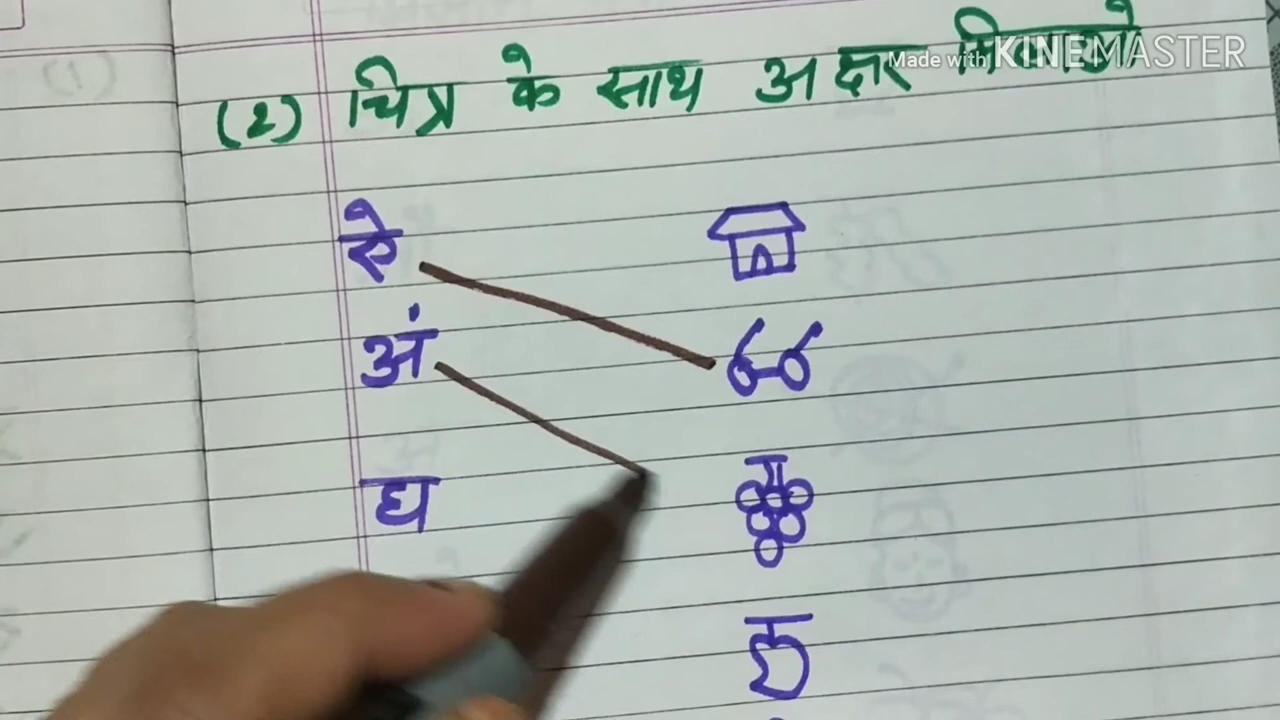 (2) चित्र के साथ अक्षर मिलाओ
Made with KINEMASTER
ऐ
अं
घ